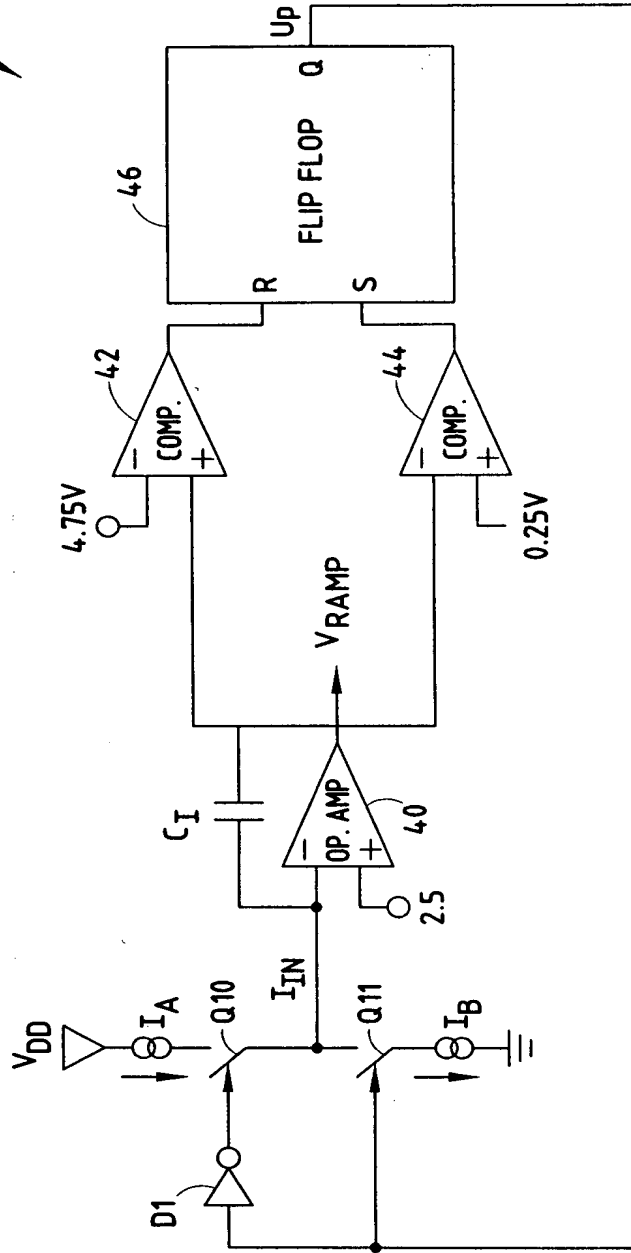 VDD
IA
Q10
D1
IIN
Q11
IB
CI
−
OP. AMP
+
40
2.5
VRAMP
4.75V
−
COMP.
+
42
−
COMP.
+
44
0.25V
46
R
S
FLIP FLOP
Q
Up